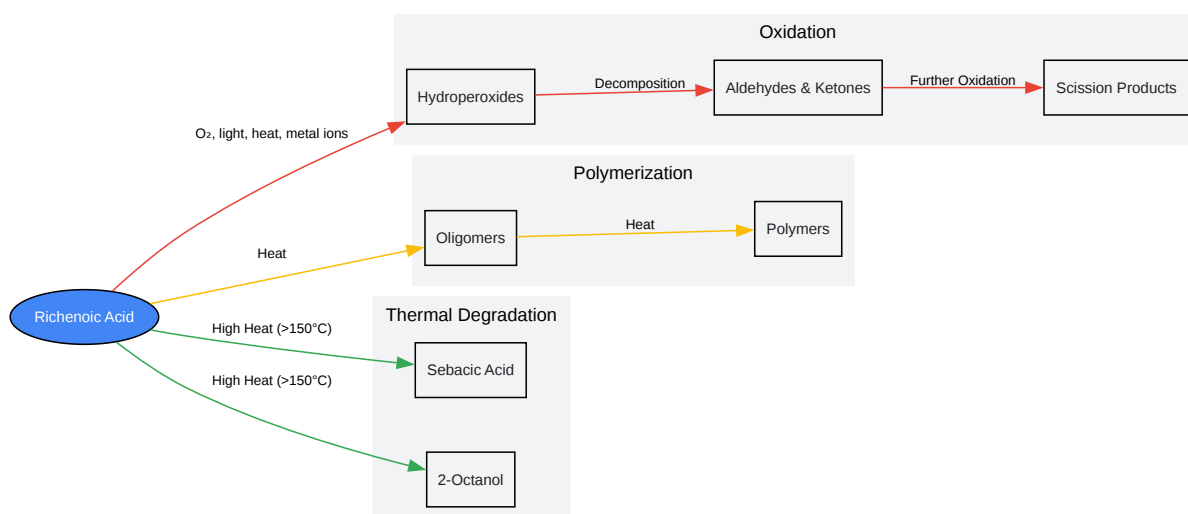 Oxidation
Hydroperoxides
Decomposition
Aldehydes & Ketones
Further Oxidation
Scission Products
O₂, light, heat, metal ions
Polymerization
Oligomers
Heat
Polymers
Heat
Richenoic Acid
Thermal Degradation
High Heat (>150°C)
Sebacic Acid
High Heat (>150°C)
2-Octanol